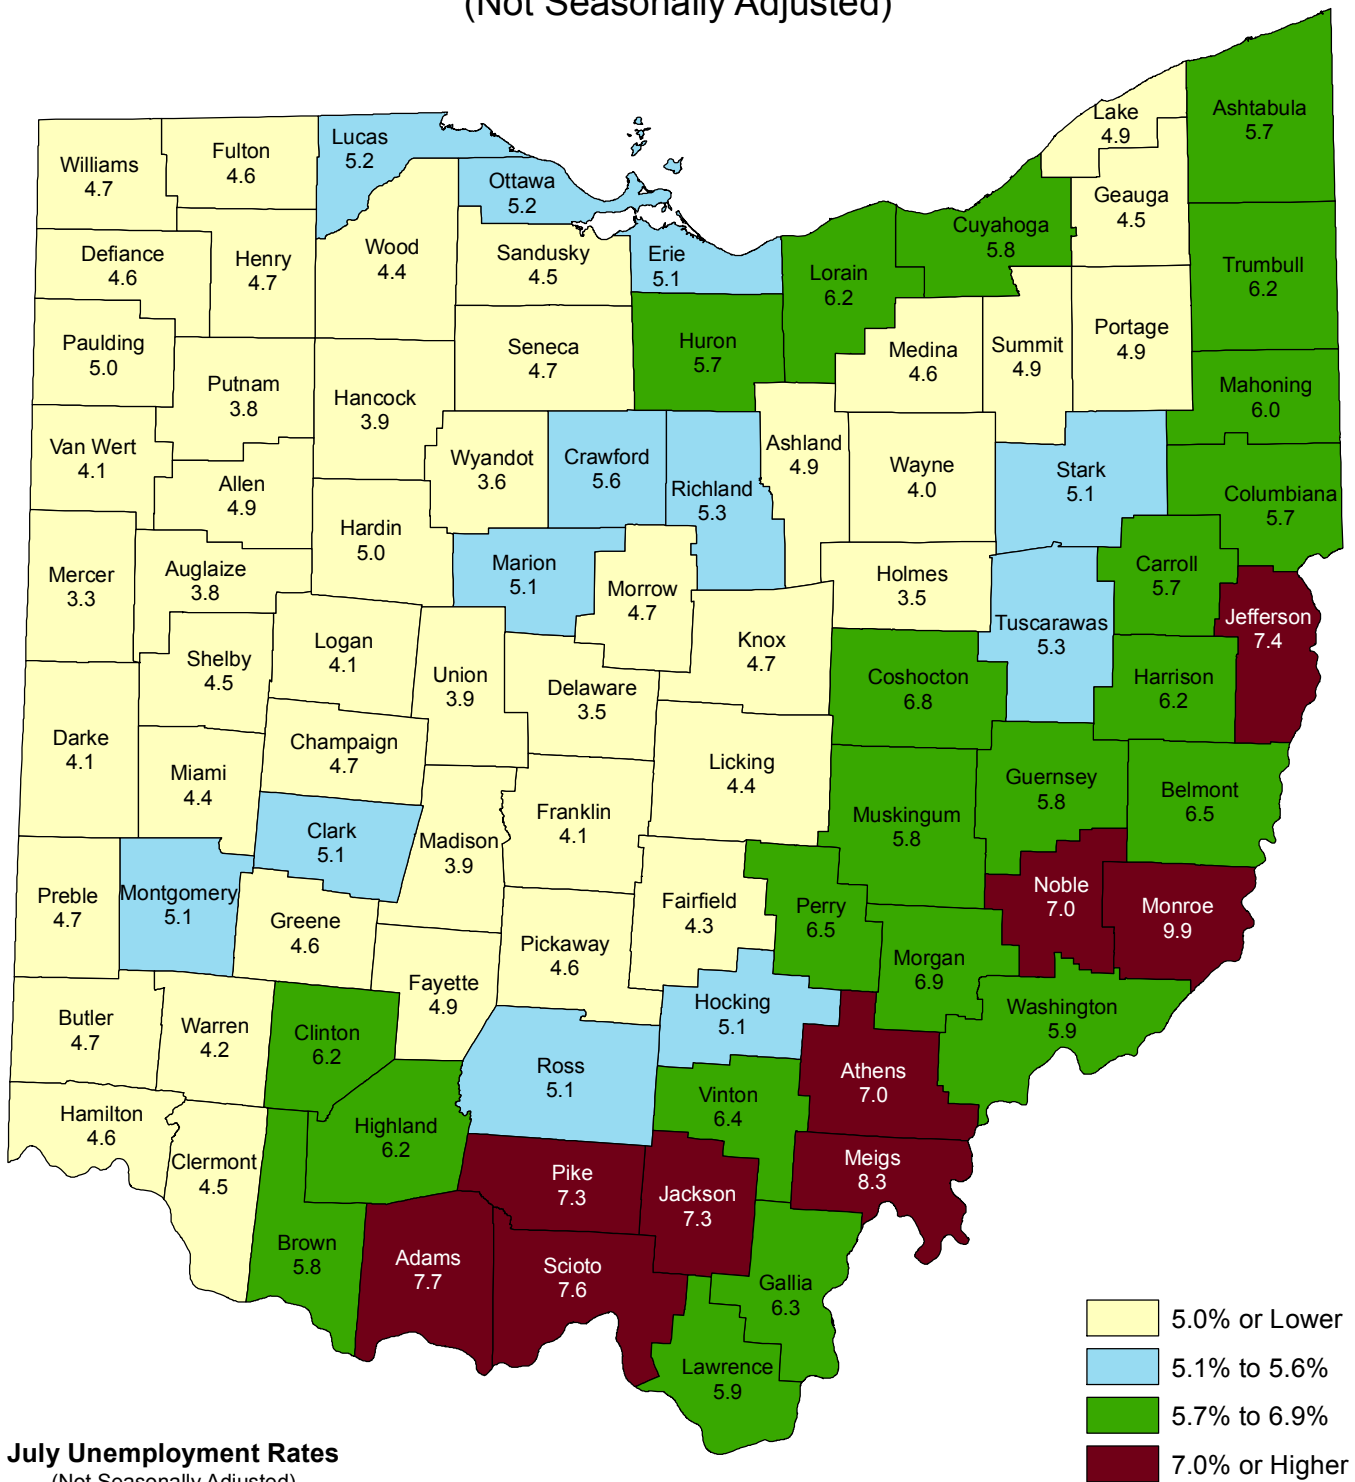 (Not Seasonally Adjusted)
Lake
4.9
Ashtabula
5.7
Lucas
5.2
Fulton
4.6
Williams
4.7
Ottawa
5.2
Geauga
4.5
Cuyahoga
5.8
Wood
4.4
Sandusky
4.5
Erie
5.1
Defiance
4.6
Henry
4.7
Lorain
6.2
Trumbull
6.2
Paulding
5.0
Seneca
4.7
Huron
5.7
Medina
4.6
Summit
4.9
Portage
4.9
Putnam
3.8
Hancock
3.9
Mahoning
6.0
Van Wert
4.1
Wyandot
3.6
Crawford
5.6
Richland
5.3
Ashland
4.9
Wayne
4.0
Stark
5.1
Allen
4.9
Columbiana
5.7
Hardin
5.0
Mercer
3.3
Auglaize
3.8
Marion
5.1
Morrow
4.7
Holmes
3.5
Carroll
5.7
Jefferson
7.4
Tuscarawas
5.3
Shelby
4.5
Logan
4.1
Union
3.9
Knox
4.7
Delaware
3.5
Coshocton
6.8
Harrison
6.2
Darke
4.1
Champaign
4.7
Miami
4.4
Licking
4.4
Guernsey
5.8
Belmont
6.5
Franklin
4.1
Muskingum
5.8
Clark
5.1
Madison
3.9
Preble
4.7
Montgomery
5.1
Greene
4.6
Fairfield
4.3
Perry
6.5
Noble
7.0
Monroe
9.9
Pickaway
4.6
Morgan
6.9
Fayette
4.9
Hocking
5.1
Washington
5.9
Butler
4.7
Warren
4.2
Clinton
6.2
Ross
5.1
Athens
7.0
Vinton
6.4
Hamilton
4.6
Highland
6.2
Clermont
4.5
Pike
7.3
Jackson
7.3
Meigs
8.3
Brown
5.8
Adams
7.7
Scioto
7.6
Gallia
6.3
Lawrence
5.9
5.0% or Lower
5.1% to 5.6%
5.7% to 6.9%
7.0% or Higher
July Unemployment Rates
(Not Seasonally Adjusted)